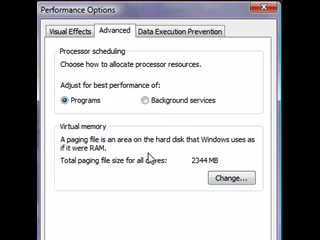 Performance Options
Visual Effects Advanced Data Execution Prevention
Processor scheduling
Choose how to allocate processor resources.
Adjust for best performance of:
Programs Background services
Virtual memory
A paging file is an area on the hard disk that Windows uses as
if it were RAM.
Total paging file size for all drives: 2344 MB
Change...